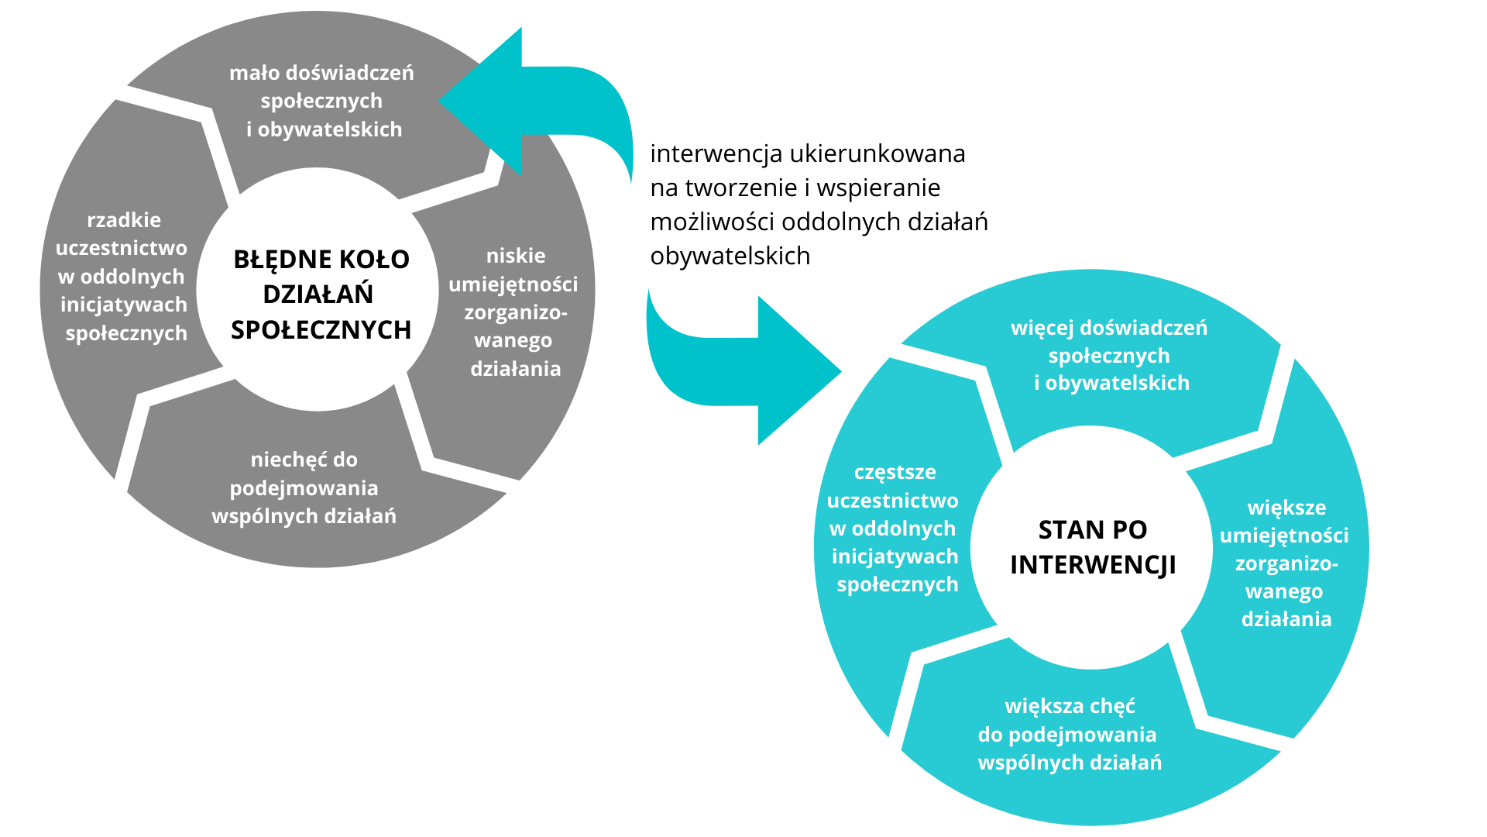 mało doświadczeń
społecznych
i obywatelskich
niskie
umiejętności
zorganizo-
wanego
działania
niechęć do
podejmowania
wspólnych działań
rzadkie
uczestnictwo
w oddolnych
inicjatywach
społecznych
BŁĘDNE KOŁO
DZIAŁAŃ
SPOŁECZNYCH
interwencja ukierunkowana
na tworzenie i wspieranie
możliwości oddolnych działań
obywatelskich
więcej doświadczeń
społecznych
i obywatelskich
większe
umiejętności
zorganizo-
wanego
działania
większa chęć
do podejmowania
wspólnych działań
częstsze
uczestnictwo
w oddolnych
inicjatywach
społecznych
STAN PO
INTERWENCJI